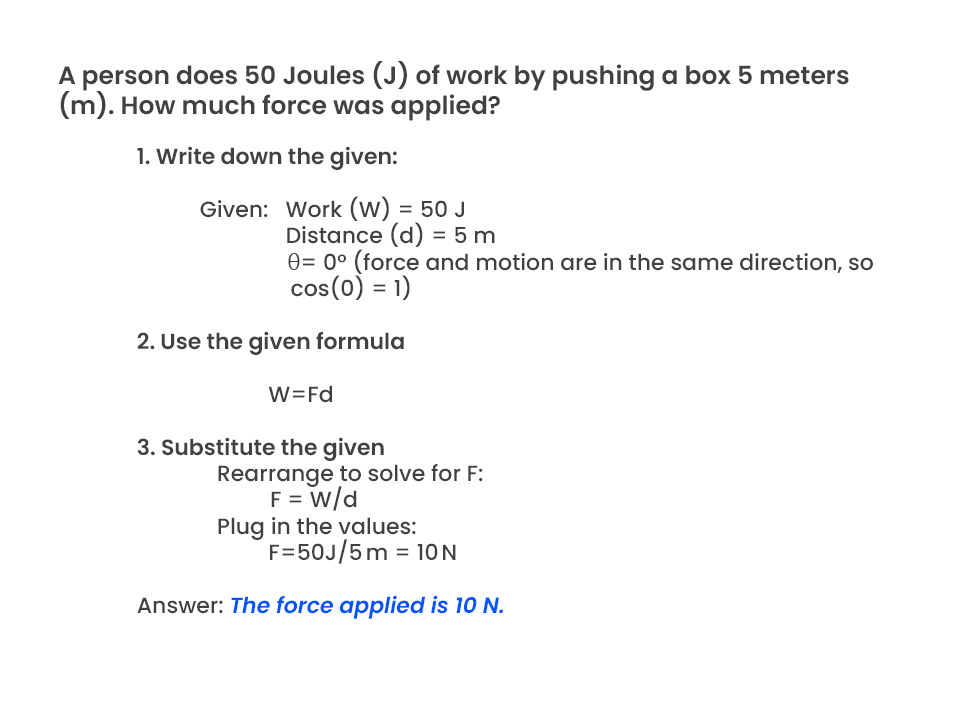 A person does 50 Joules (J) of work by pushing a box 5 meters
(m). How much force was applied?
1. Write down the given:
Given: Work (W) = 50 J
Distance (d) = 5 m
θ= 0° (force and motion are in the same direction, so
cos(0) = 1)
2. Use the given formula
W=Fd
3. Substitute the given
Rearrange to solve for F:
F = W/d
Plug in the values:
F=50J/5 m = 10 N
Answer: The force applied is 10 N.